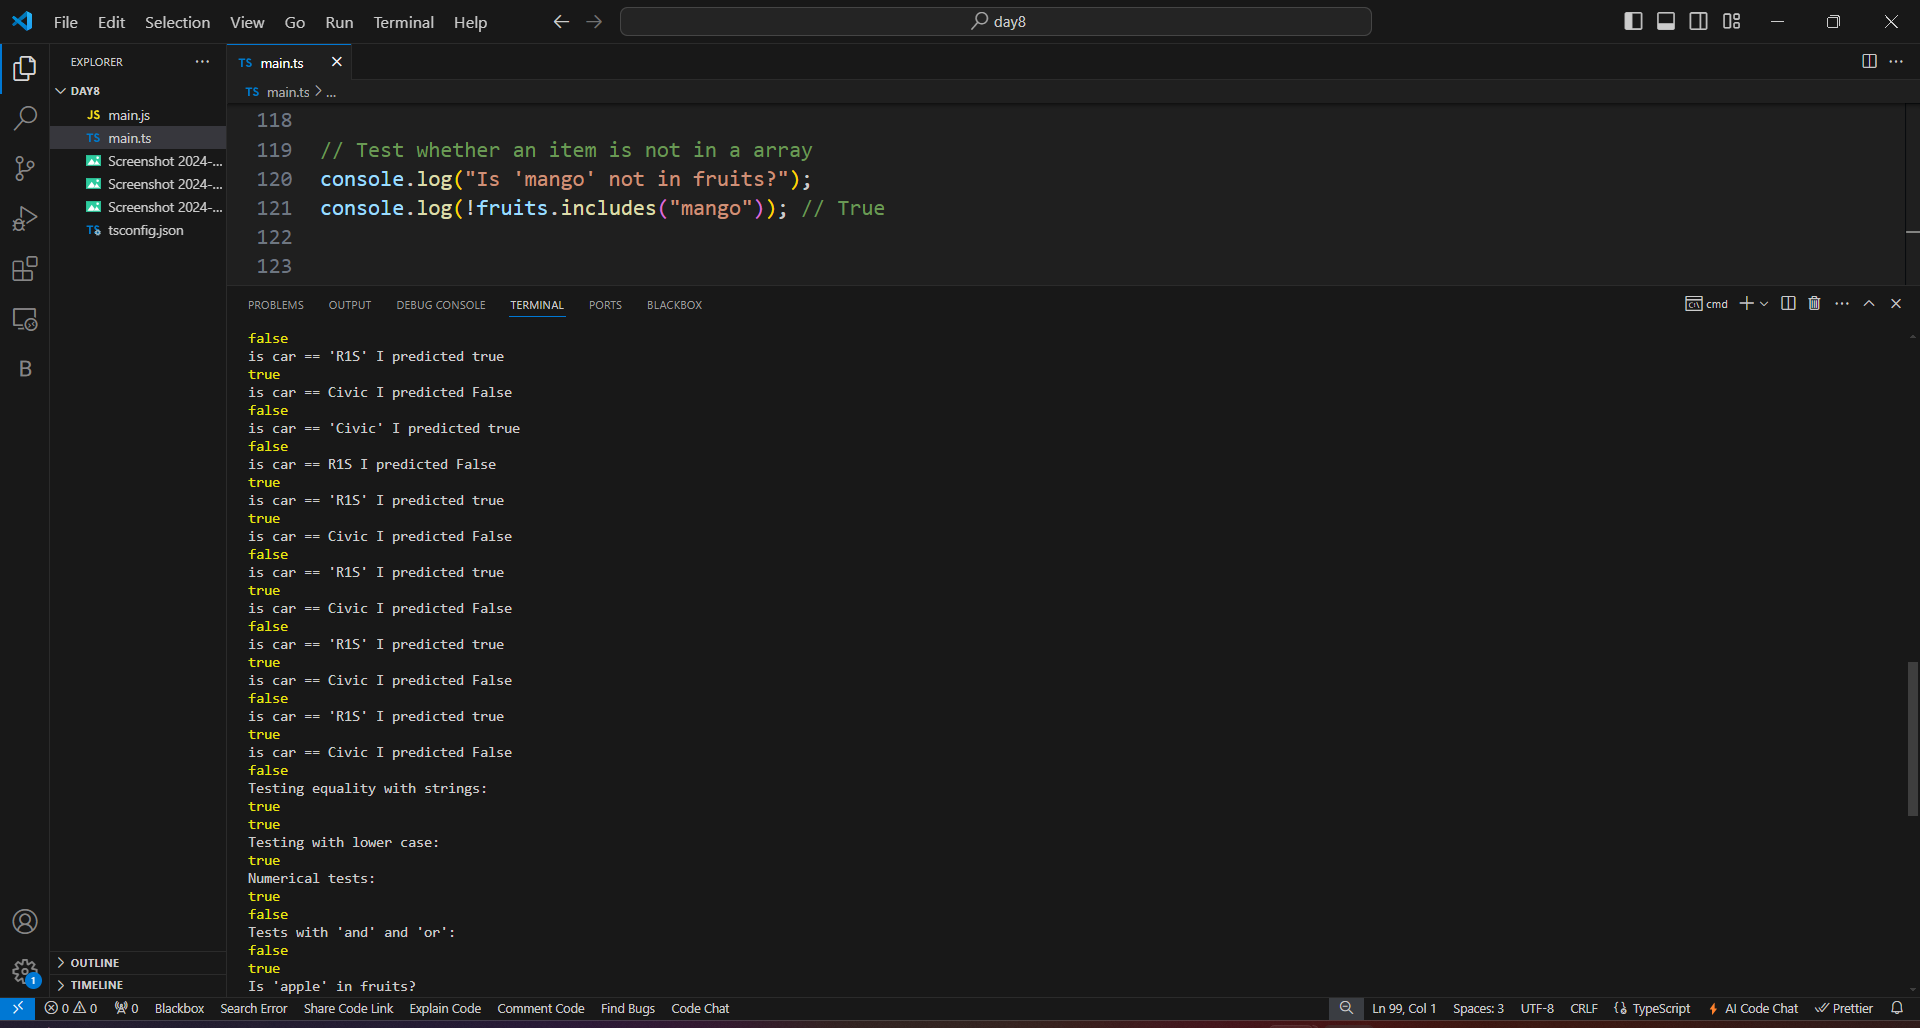 File Edit Selection View Go Run Terminal Help
day8
EXPLORER
DAY8
JS main.js
TS main.ts
Screenshot 2024-...
Screenshot 2024-...
Screenshot 2024-...
TS tsconfig.json
OUTLINE
TIMELINE
B
1
TS main.ts
TS main.ts > ...
118
119 // Test whether an item is not in a array
120 console.log("Is 'mango' not in fruits?");
121 console.log(!fruits.includes("mango")); // True
122
123
PROBLEMS OUTPUT DEBUG CONSOLE TERMINAL PORTS BLACKBOX
cmd
false
is car == 'R1S' I predicted true
true
is car == Civic I predicted False
false
is car == 'Civic' I predicted true
false
is car == R1S I predicted False
true
is car == 'R1S' I predicted true
true
is car == Civic I predicted False
false
is car == 'R1S' I predicted true
true
is car == Civic I predicted False
false
is car == 'R1S' I predicted true
true
is car == Civic I predicted False
false
is car == 'R1S' I predicted true
true
is car == Civic I predicted False
false
Testing equality with strings:
true
true
Testing with lower case:
true
Numerical tests:
true
false
Tests with 'and' and 'or':
false
true
Is 'apple' in fruits?
0 0 0 Blackbox Search Error Share Code Link Explain Code Comment Code Find Bugs Code Chat
Ln 99, Col 1 Spaces: 3 UTF-8 CRLF {} TypeScript AI Code Chat Prettier